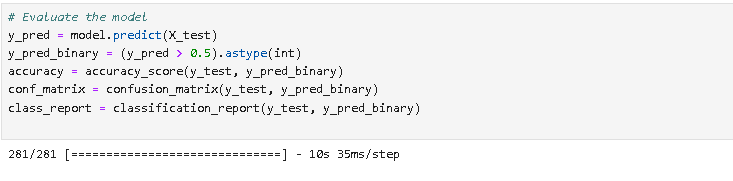 # Evaluate the model
y_pred = model.predict(X_test)
y_pred_binary = (y_pred > 0.5).astype(int)
accuracy = accuracy_score(y_test, y_pred_binary)
conf_matrix = confusion_matrix(y_test, y_pred_binary)
class_report = classification_report(y_test, y_pred_binary)
281/281 [==============================] - 10s 35ms/step